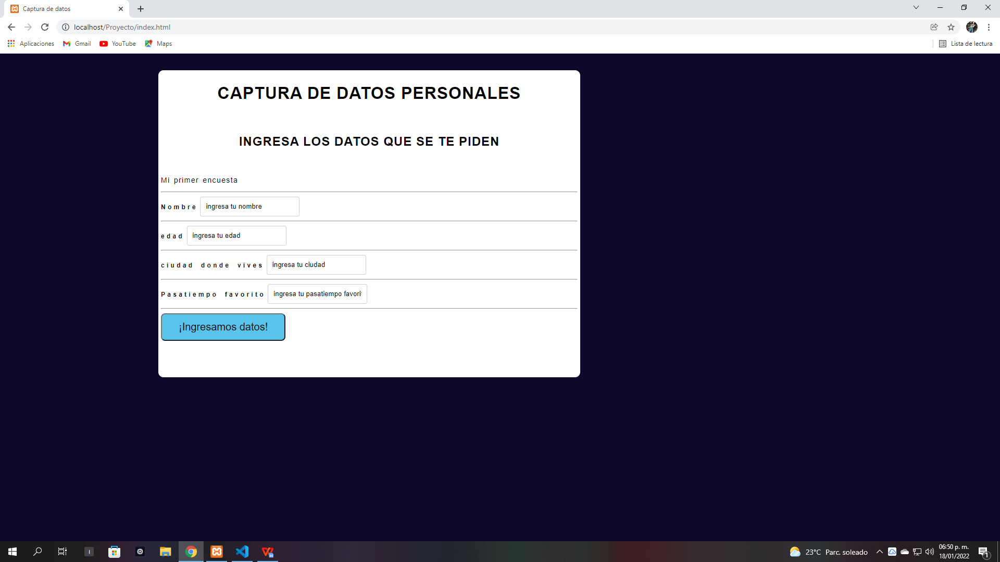 Captura de datos
localhost/Proyecto/index.html
Aplicaciones Gmail YouTube Maps Lista de lectura
CAPTURA DE DATOS PERSONALES
INGRESA LOS DATOS QUE SE TE PIDEN
Mi primer encuesta
Nombre ingresa tu nombre
edad ingresa tu edad
ciudad donde vives ingresa tu ciudad
Pasatiempo favorito ingresa tu pasatiempo favori
¡Ingresamos datos!
23°C Parc. soleado
06:50 p. m.
18/01/2022
1